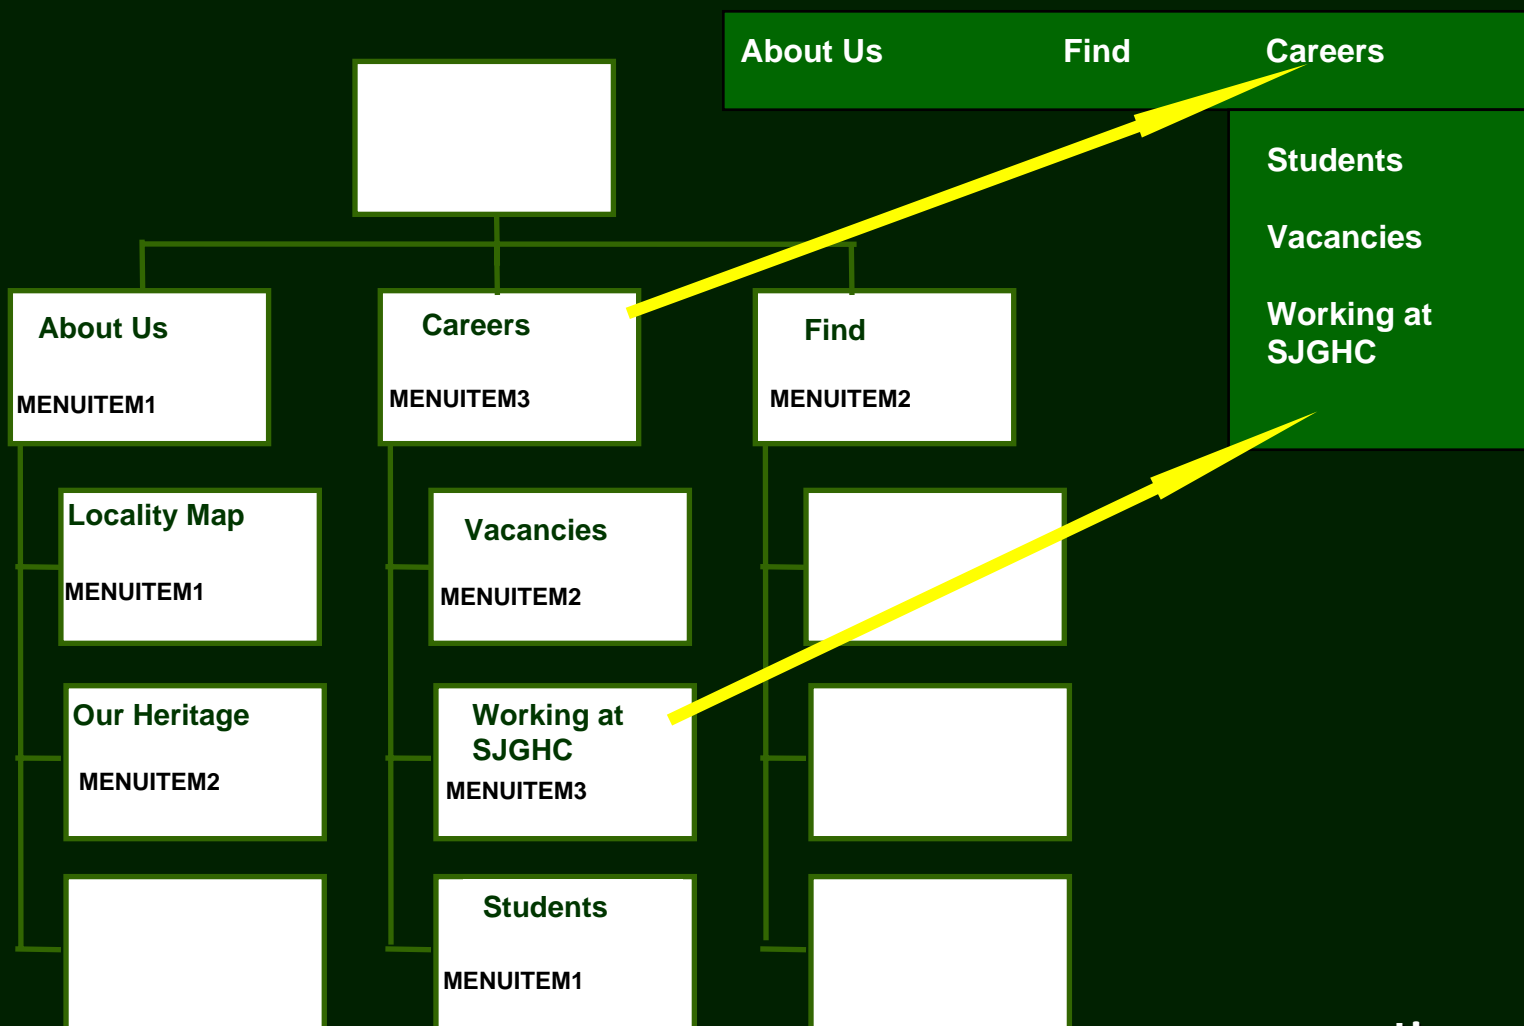 About Us Find Careers
Students
Vacancies
Working at
SJGHC
About Us
MENUITEM1
Careers
MENUITEM3
Find
MENUITEM2
Locality Map
MENUITEM1
Vacancies
MENUITEM2
Our Heritage
MENUITEM2
Working at
SJGHC
MENUITEM3
Students
MENUITEM1